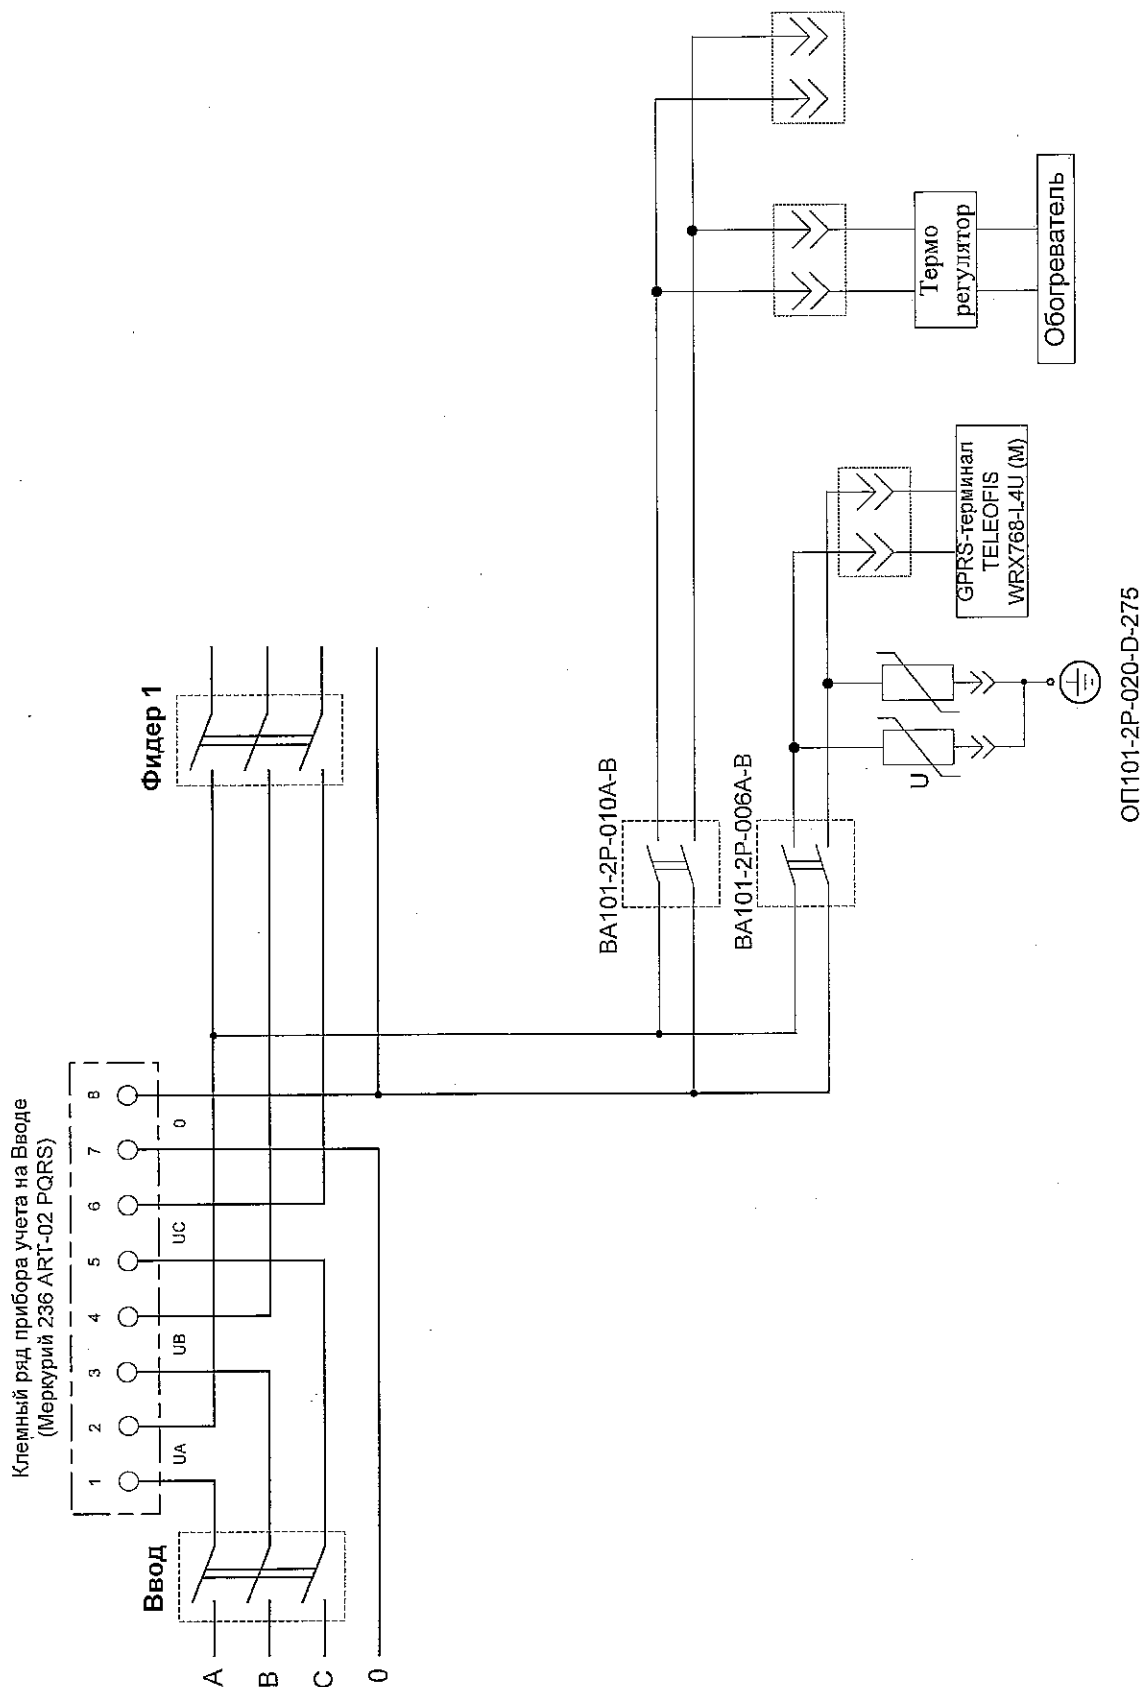 Клемный ряд прибора учета на Вводе
(Меркурий 236 ART-02 PQRS)
1
2
3
4
5
6
7
8
UA
UB
UC
0
Ввод
Фидер 1
A
B
C
0
ВА101-2Р-010А-В
ВА101-2Р-006А-В
U
GPRS-терминал
TELEOFIS
WRX768-L4U (M)
Термо
регулятор
Обогреватель
ОП101-2Р-020-D-275